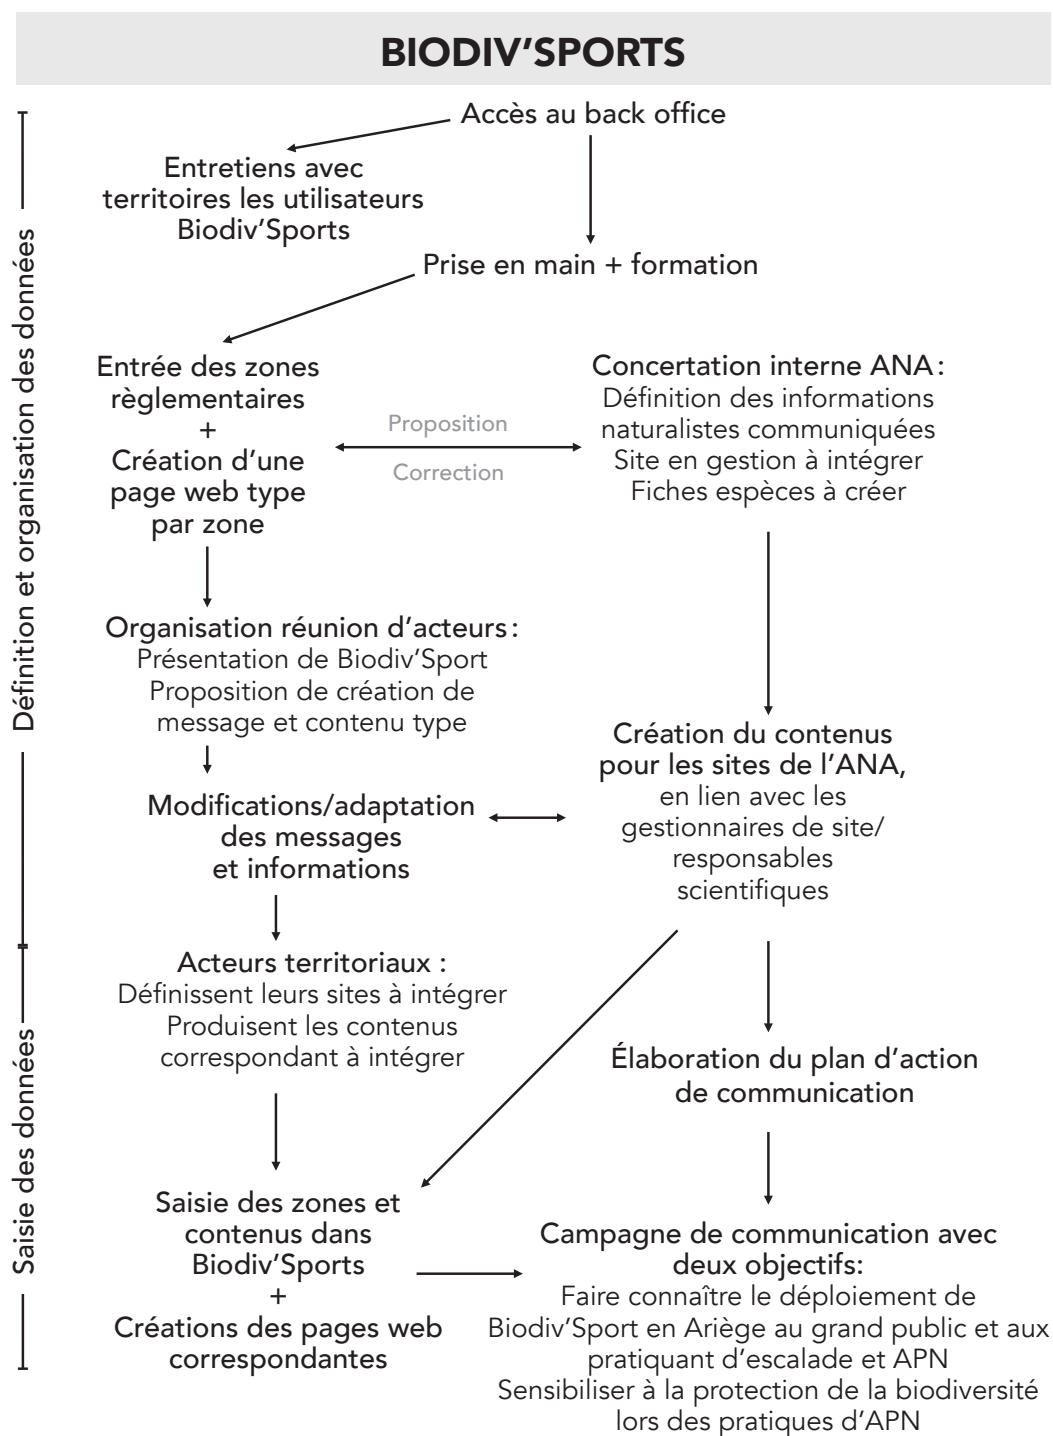 BIODIV'SPORTS
Accès au back office
Entretiens avec
territoires les utilisateurs
Biodiv'Sports
Prise en main + formation
Définition et organisation des données
Entrée des zones
règlementaires
+
Création d'une
page web type
par zone
Proposition
Correction
Concertation interne ANA :
Définition des informations
naturalistes communiquées
Site en gestion à intégrer
Fiches espèces à créer
Organisation réunion d'acteurs :
Présentation de Biodiv'Sport
Proposition de création de
message et contenu type
Modifications/adaptation
des messages
et informations
Création du contenus
pour les sites de l'ANA,
en lien avec les
gestionnaires de site/
responsables
scientifiques
Saisie des données
Acteurs territoriaux :
Définissent leurs sites à intégrer
Produisent les contenus
correspondant à intégrer
Élaboration du plan d'action
de communication
Saisie des zones et
contenus dans
Biodiv'Sports
+
Créations des pages web
correspondantes
Campagne de communication avec
deux objectifs:
Faire connaître le déploiement de
Biodiv'Sport en Ariège au grand public et aux
pratiquant d'escalade et APN
Sensibiliser à la protection de la biodiversité
lors des pratiques d'APN